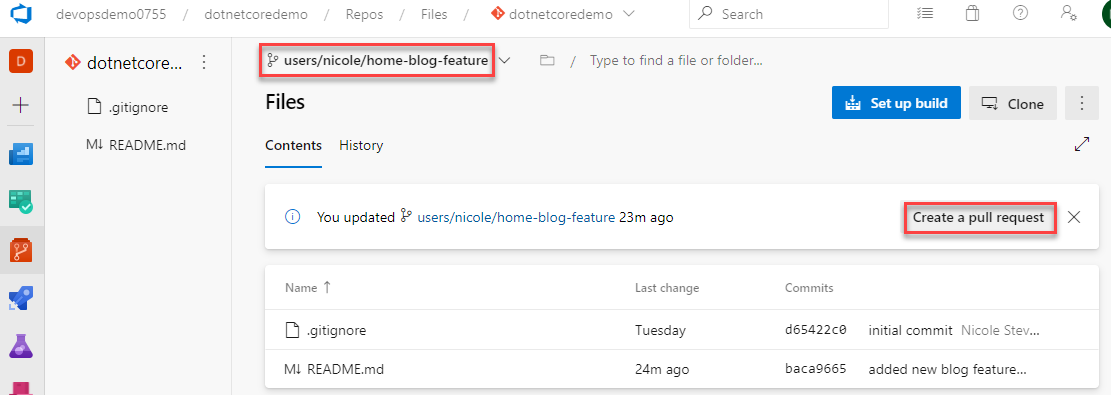 devopsdemo0755 / dotnetcoredemo / Repos / Files / dotnetcoredemo
Search
D
dotnetcore...
.gitignore
README.md
users/nicole/home-blog-feature / Type to find a file or folder...
Files
Set up build
Clone
Contents
History
You updated users/nicole/home-blog-feature 23m ago
Create a pull request
Name ↑ Last change Commits
.gitignore Tuesday d65422c0 initial commit Nicole Stev...
M↓ README.md 24m ago baca9665 added new blog feature...